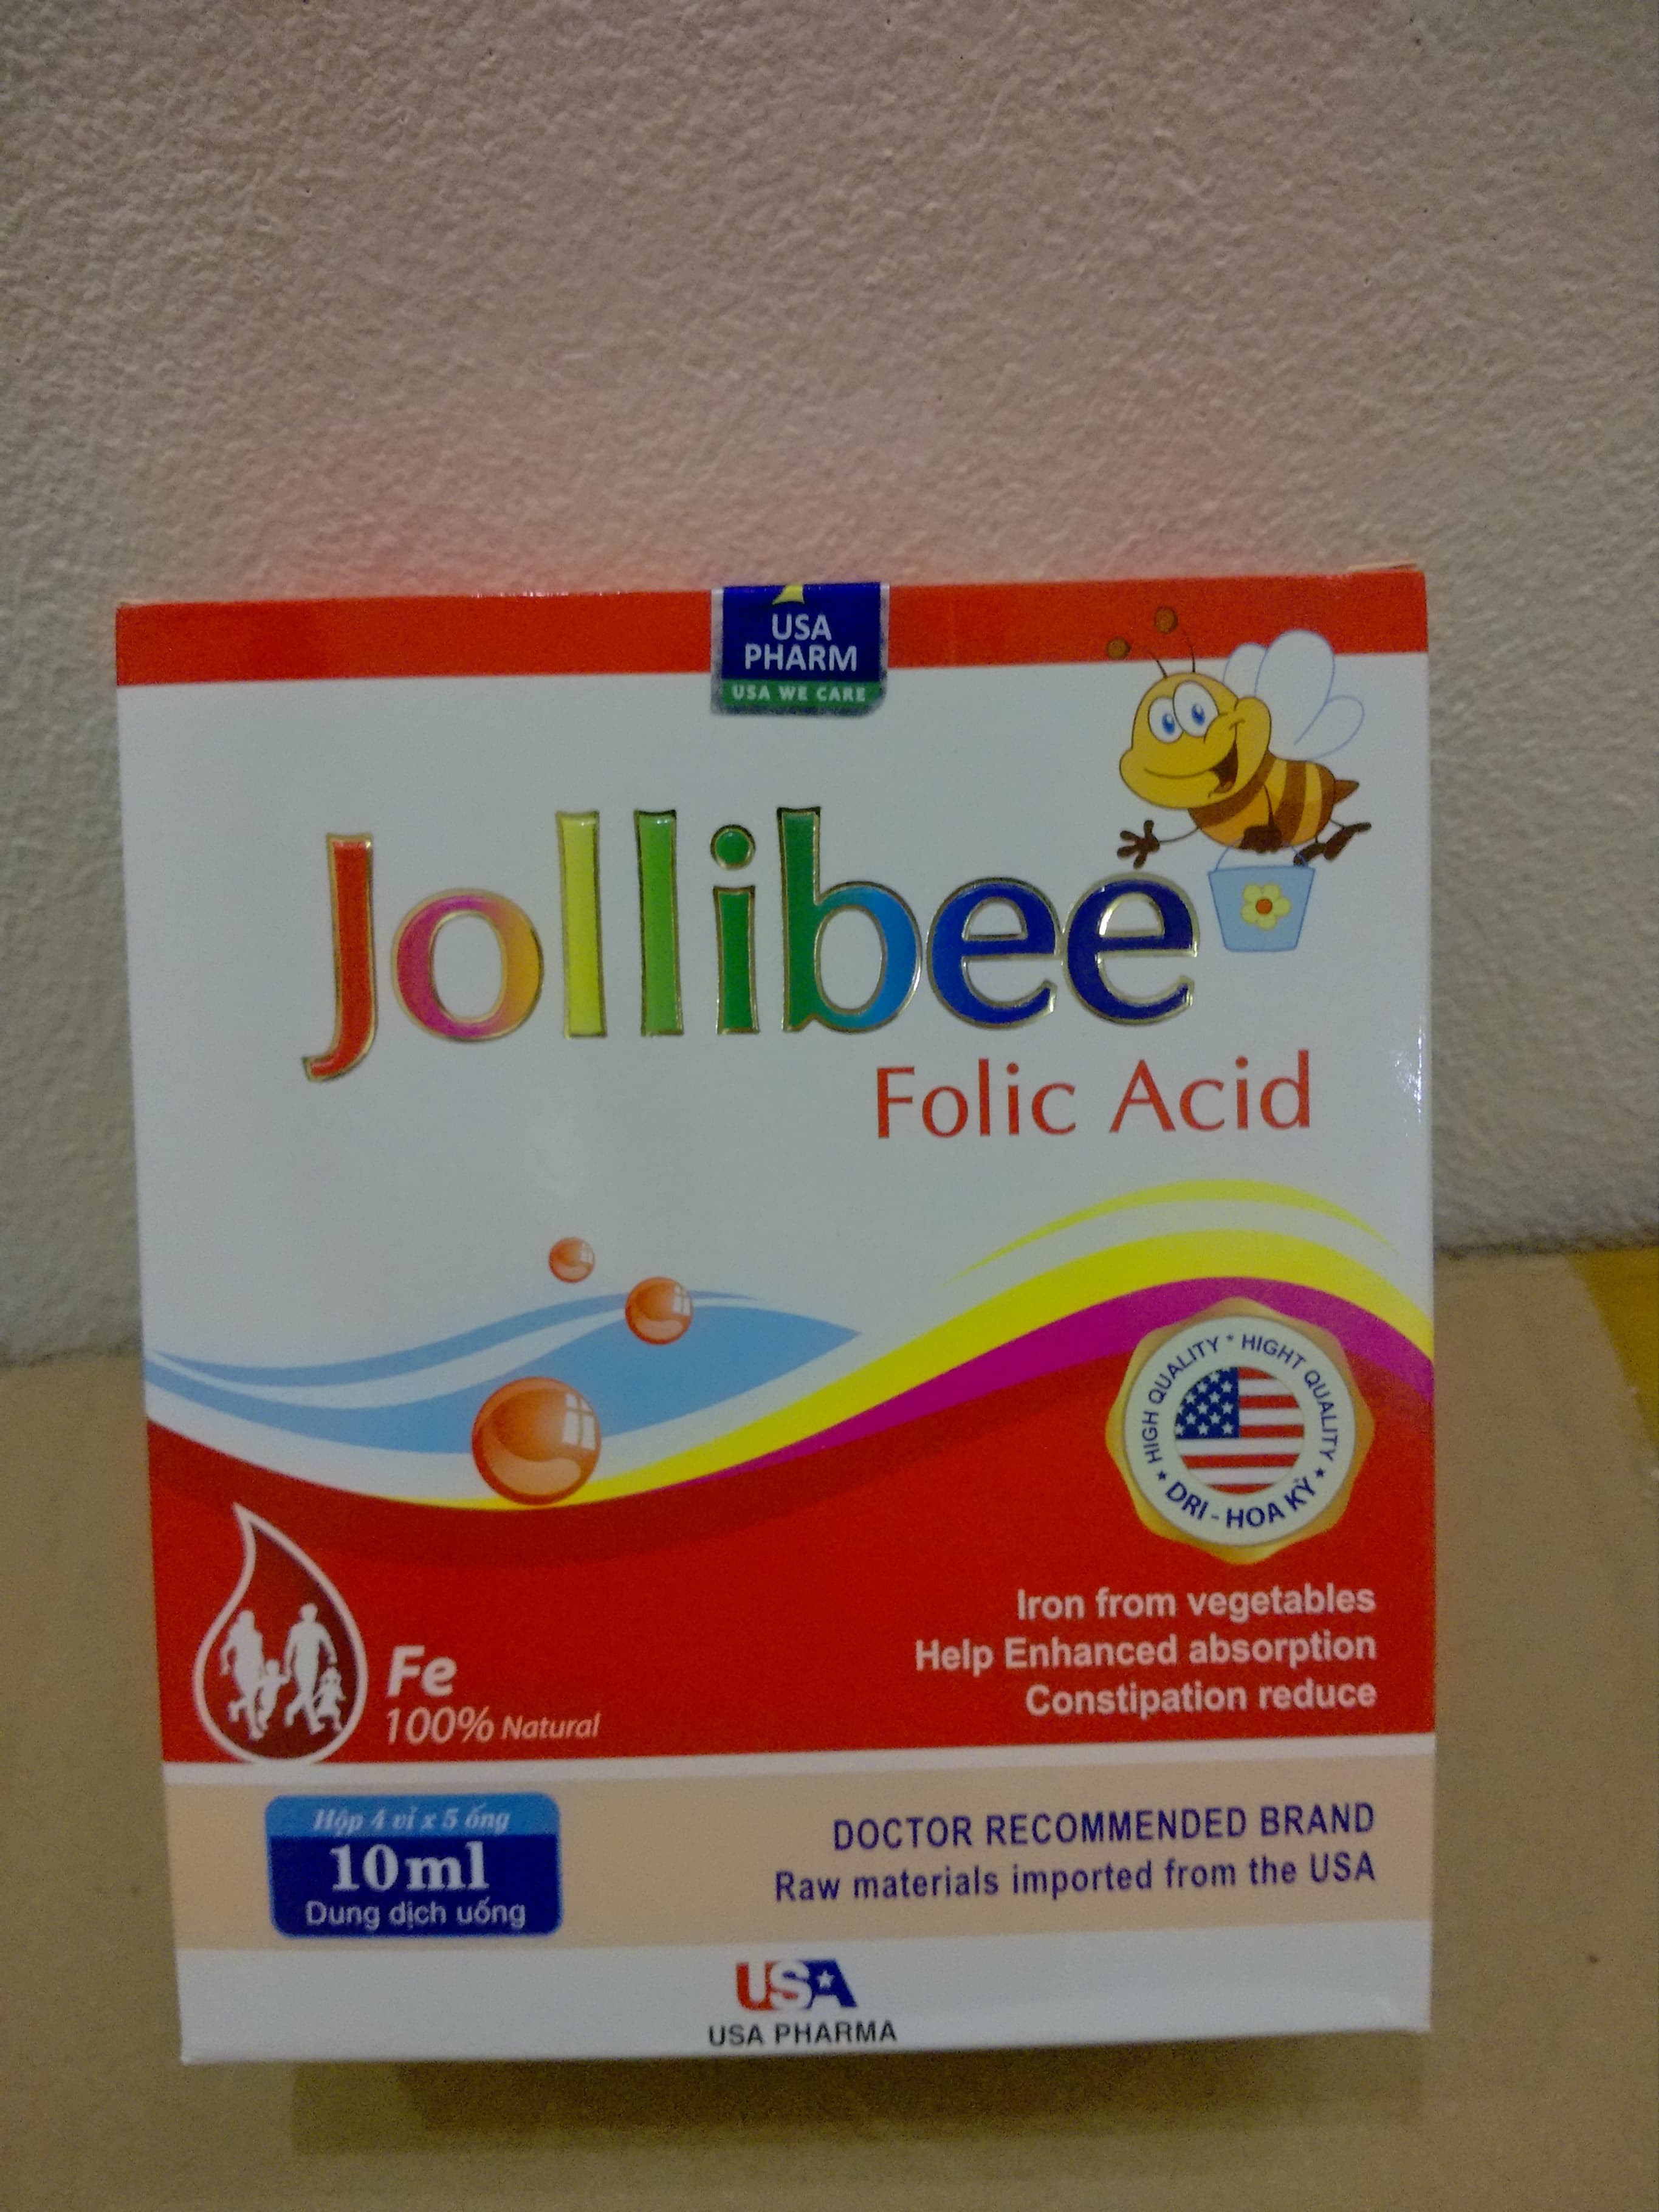 USA
PHARM
USA WE CARE
Jollibee
Folic Acid
HIGH QUALITY * HIGHT QUALITY
★ DRI - HOA KỲ ★
Iron from vegetables
Help Enhanced absorption
Constipation reduce
Fe
100% Natural
Hộp 4 vỉ x 5 ống
10ml
Dung dịch uống
DOCTOR RECOMMENDED BRAND
Raw materials imported from the USA
USA
USA PHARMA